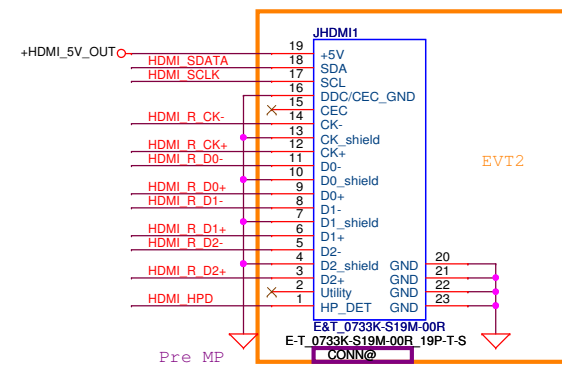 JHDMI1
+HDMI_5V_OUT 19 +5V
HDMI_SDATA 18 SDA
HDMI_SCLK 17 SCL
16 DDC/CEC_GND
15 CEC
HDMI_R_CK- 14 CK-
13 CK_shield
HDMI_R_CK+ 12 CK+
HDMI_R_D0- 11 D0-
10 D0_shield
HDMI_R_D0+ 9 D0+
HDMI_R_D1- 8 D1-
7 D1_shield
HDMI_R_D1+ 6 D1+
HDMI_R_D2- 5 D2-
4 D2_shield GND 20
HDMI_R_D2+ 3 D2+ GND 21
2 Utility GND 22
HDMI_HPD 1 HP_DET GND 23
EVT2
E&T_0733K-S19M-00R
E-T_0733K-S19M-00R_19P-T-S
CONN@
Pre MP